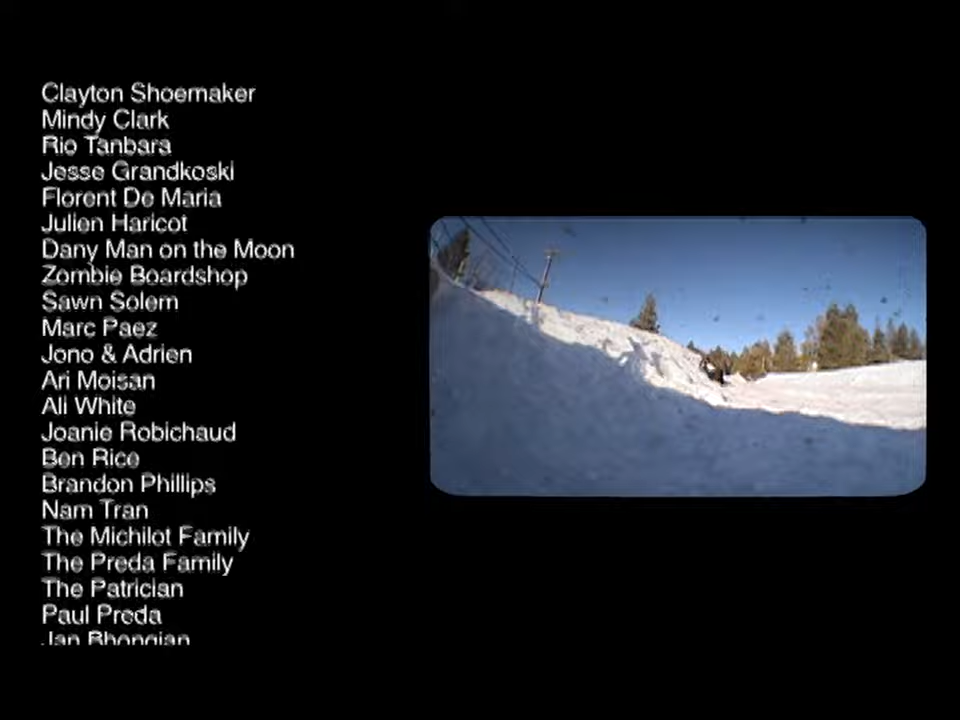 Clayton Shoemaker
Mindy Clark
Rio Tanbara
Jesse Grandkoski
Florent De Maria
Julien Haricot
Dany Man on the Moon
Zombie Boardshop
Sawn Solem
Marc Paez
Jono & Adrien
Ari Moisan
Ali White
Joanie Robichaud
Ben Rice
Brandon Phillips
Nam Tran
The Michilot Family
The Preda Family
The Patrician
Paul Preda
Jan